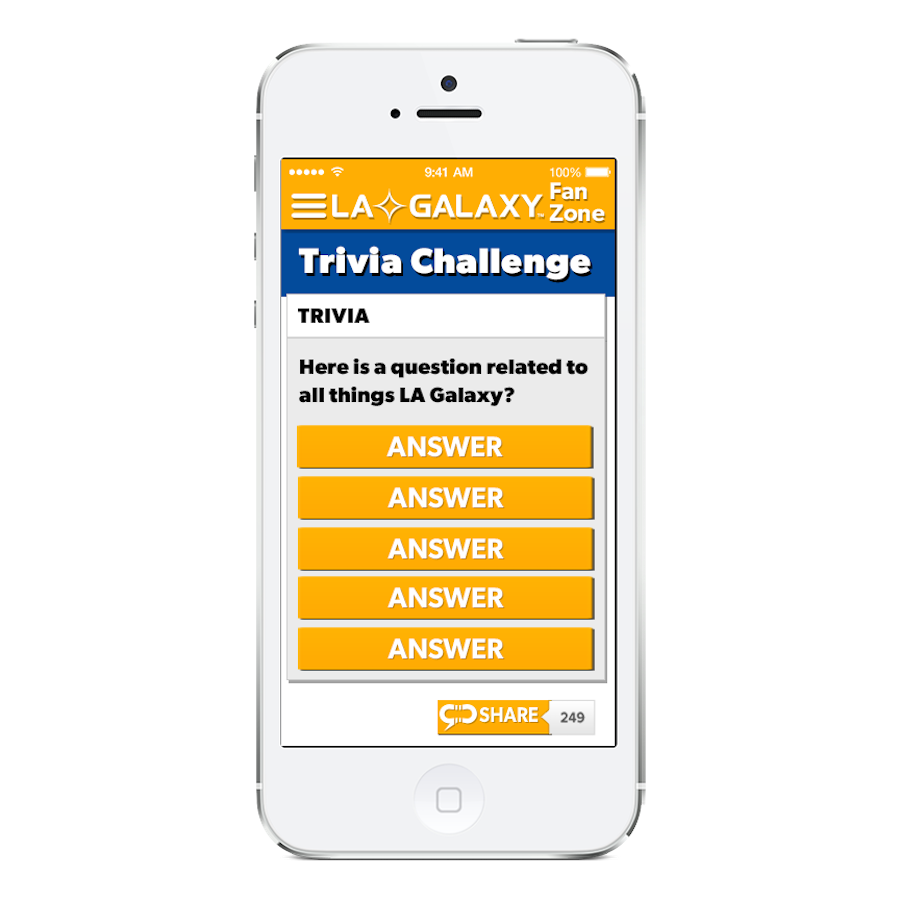 9:41 AM 100%
LA GALAXY™ Fan Zone
Trivia Challenge
TRIVIA
Here is a question related to
all things LA Galaxy?
ANSWER
ANSWER
ANSWER
ANSWER
ANSWER
SHARE 249